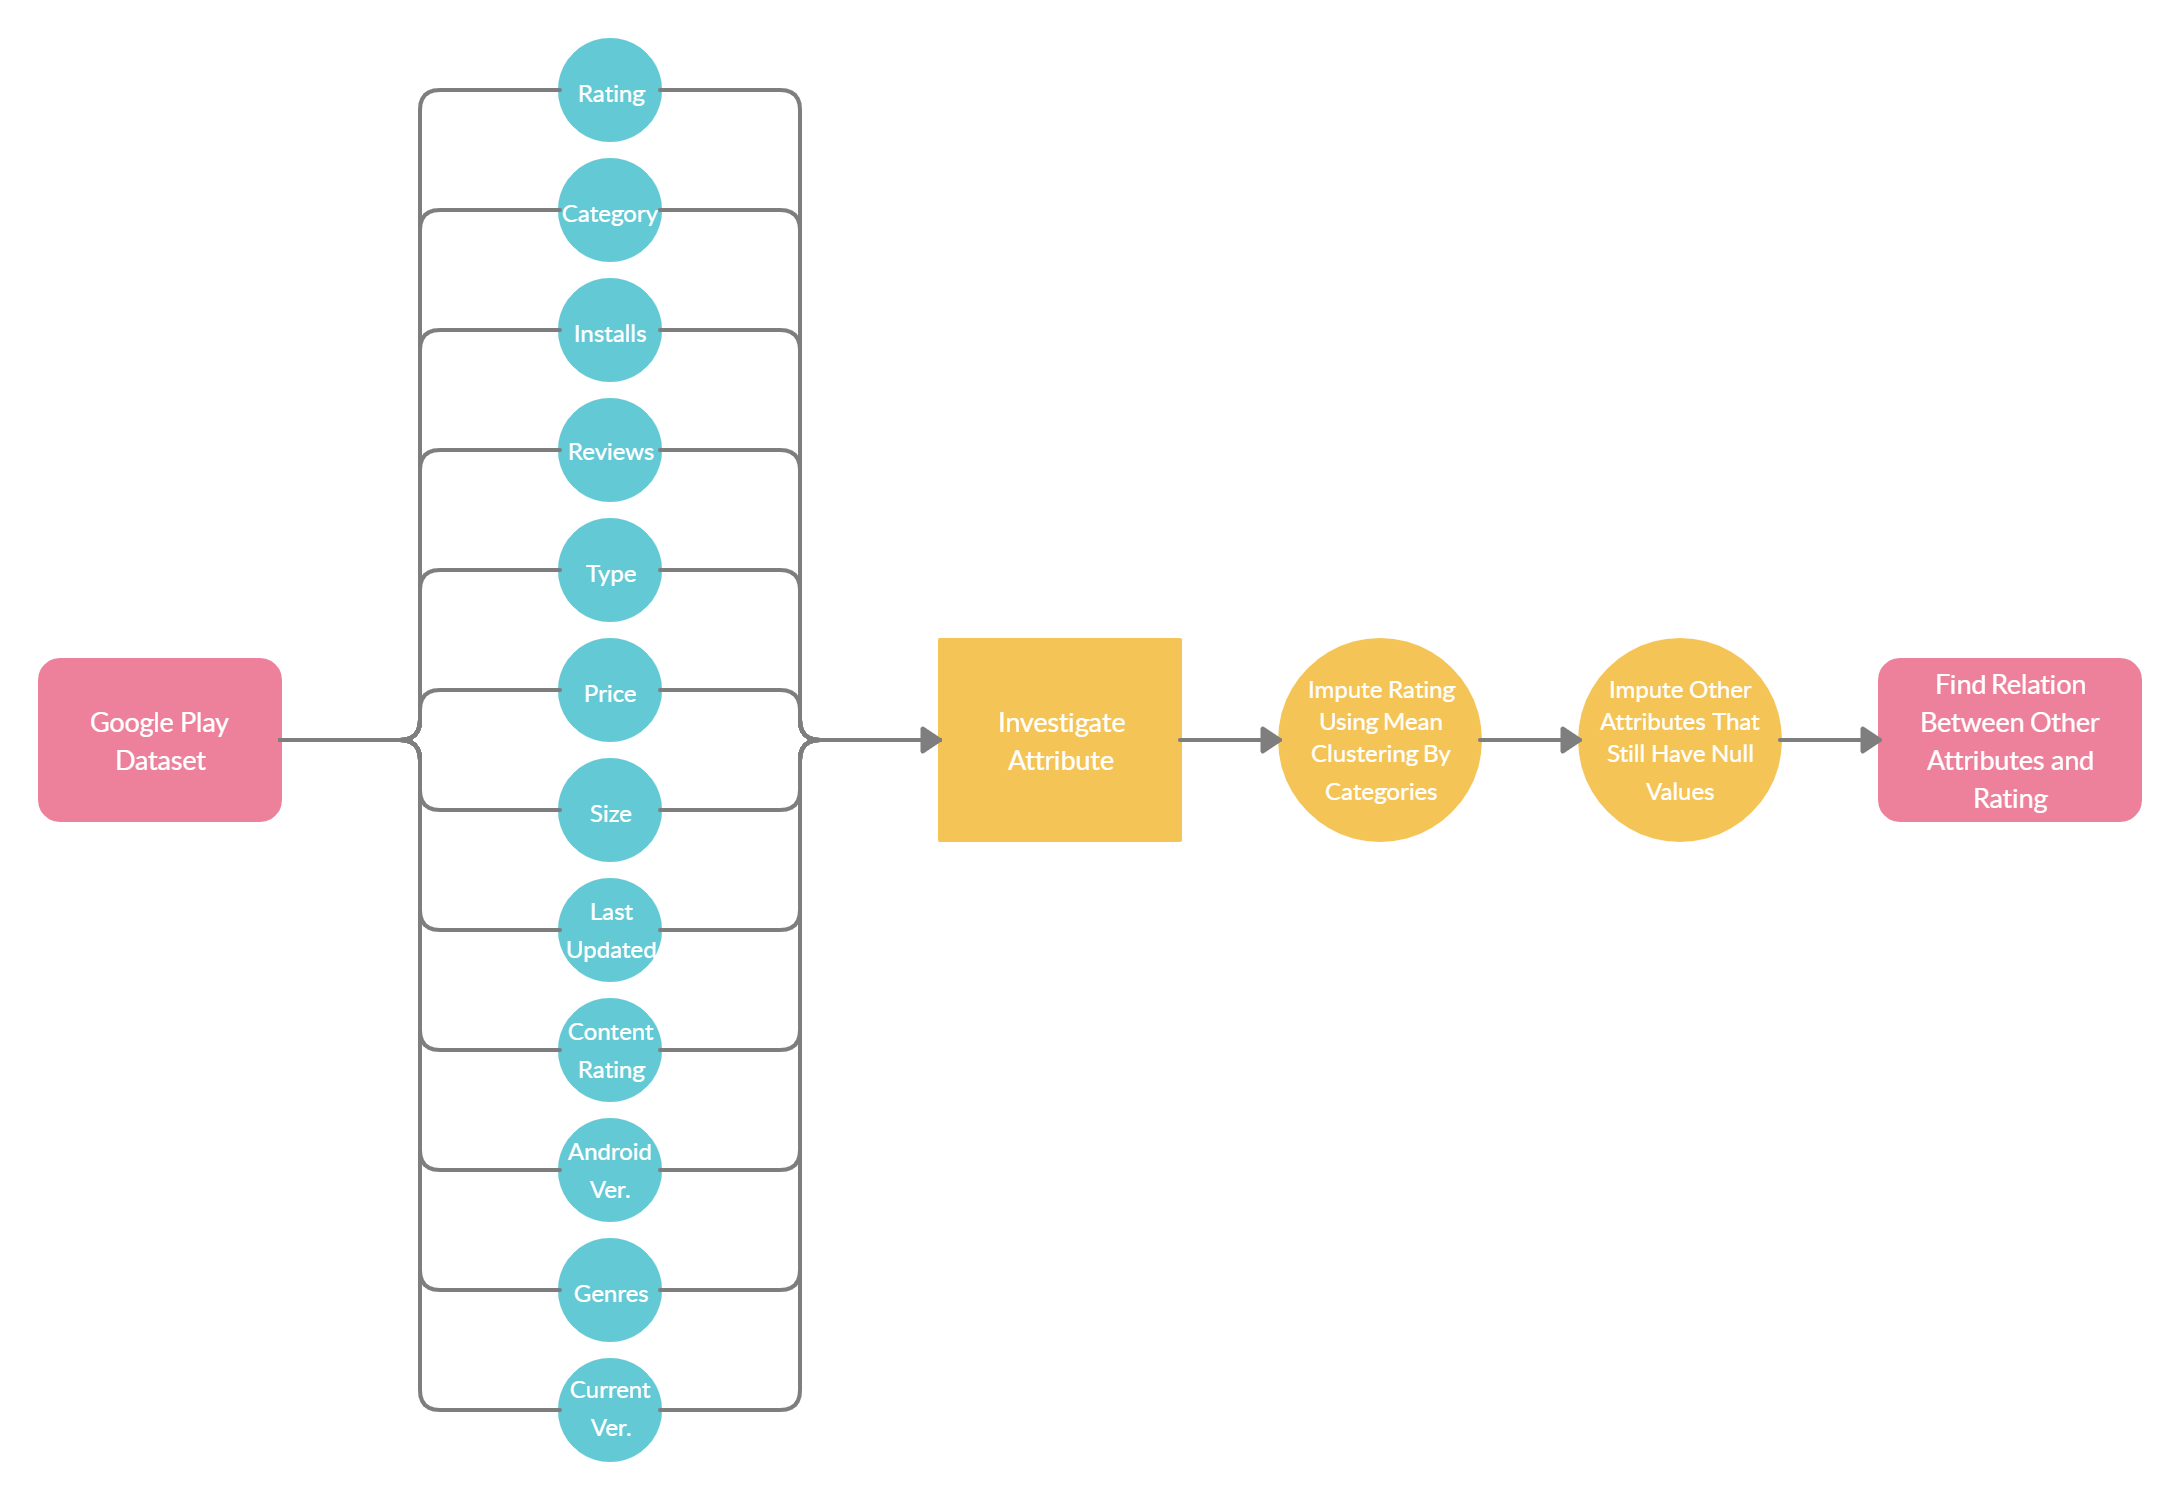 Google Play
Dataset
Rating
Category
Installs
Reviews
Type
Price
Size
Last
Updated
Content
Rating
Android
Ver.
Genres
Current
Ver.
Investigate
Attribute
Impute Rating
Using Mean
Clustering By
Categories
Impute Other
Attributes That
Still Have Null
Values
Find Relation
Between Other
Attributes and
Rating